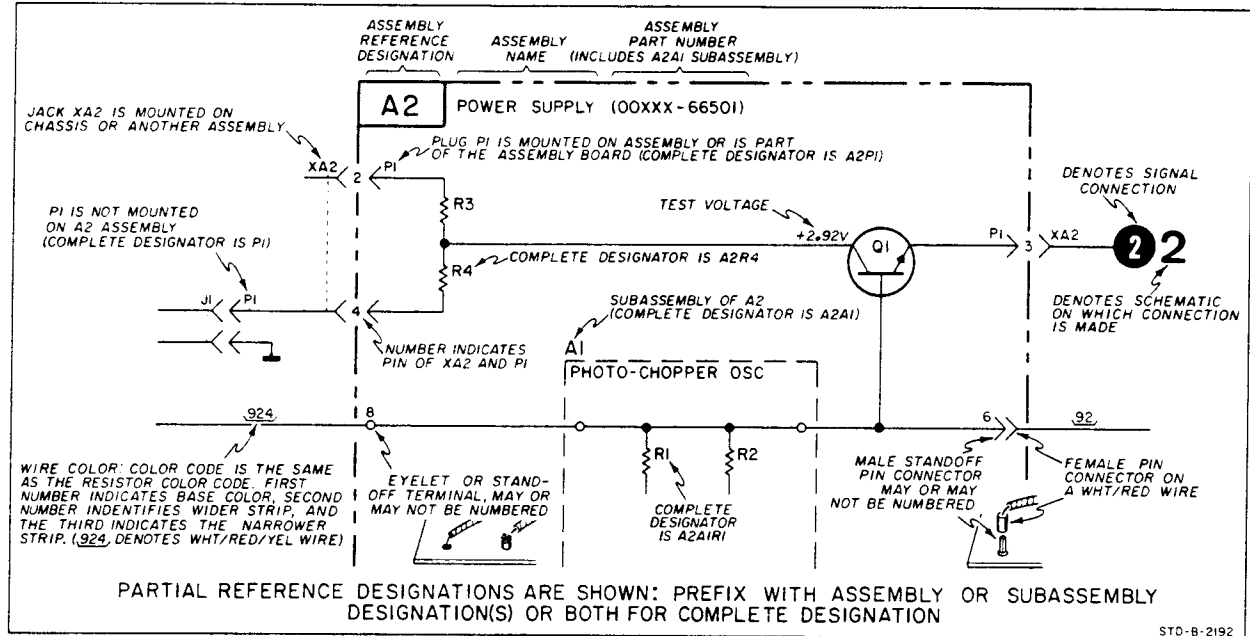 ASSEMBLY
REFERENCE
DESIGNATION
ASSEMBLY
NAME
ASSEMBLY
PART NUMBER
(INCLUDES A2A1 SUBASSEMBLY)
A2
POWER SUPPLY (00XXX-66501)
JACK XA2 IS MOUNTED ON
CHASSIS OR ANOTHER ASSEMBLY
PLUG P1 IS MOUNTED ON ASSEMBLY OR IS PART
OF THE ASSEMBLY BOARD (COMPLETE DESIGNATOR IS A2P1)
XA2
2
P1
DENOTES SIGNAL
CONNECTION
P1 IS NOT MOUNTED
ON A2 ASSEMBLY
(COMPLETE DESIGNATOR IS P1)
R3
TEST VOLTAGE
+2.92V
Q1
P1
3
XA2
2
2
R4
COMPLETE DESIGNATOR IS A2R4
J1
P1
4
SUBASSEMBLY OF A2
(COMPLETE DESIGNATOR IS A2A1)
DENOTES SCHEMATIC
ON WHICH CONNECTION
IS MADE
NUMBER INDICATES
PIN OF XA2 AND P1
A1
PHOTO-CHOPPER OSC
924
8
6
92
R1
R2
WIRE COLOR: COLOR CODE IS THE SAME
AS THE RESISTOR COLOR CODE. FIRST
NUMBER INDICATES BASE COLOR, SECOND
NUMBER INDENTIFIES WIDER STRIP, AND
THE THIRD INDICATES THE NARROWER
STRIP. (924 DENOTES WHT/RED/YEL WIRE)
EYELET OR STAND-
OFF TERMINAL, MAY OR
MAY NOT BE NUMBERED
COMPLETE
DESIGNATOR
IS A2A1R1
MALE STANDOFF
PIN CONNECTOR
MAY OR MAY
NOT BE NUMBERED
FEMALE PIN
CONNECTOR ON
A WHT/RED WIRE
PARTIAL REFERENCE DESIGNATIONS ARE SHOWN: PREFIX WITH ASSEMBLY OR SUBASSEMBLY
DESIGNATION(S) OR BOTH FOR COMPLETE DESIGNATION
STD-B-2192